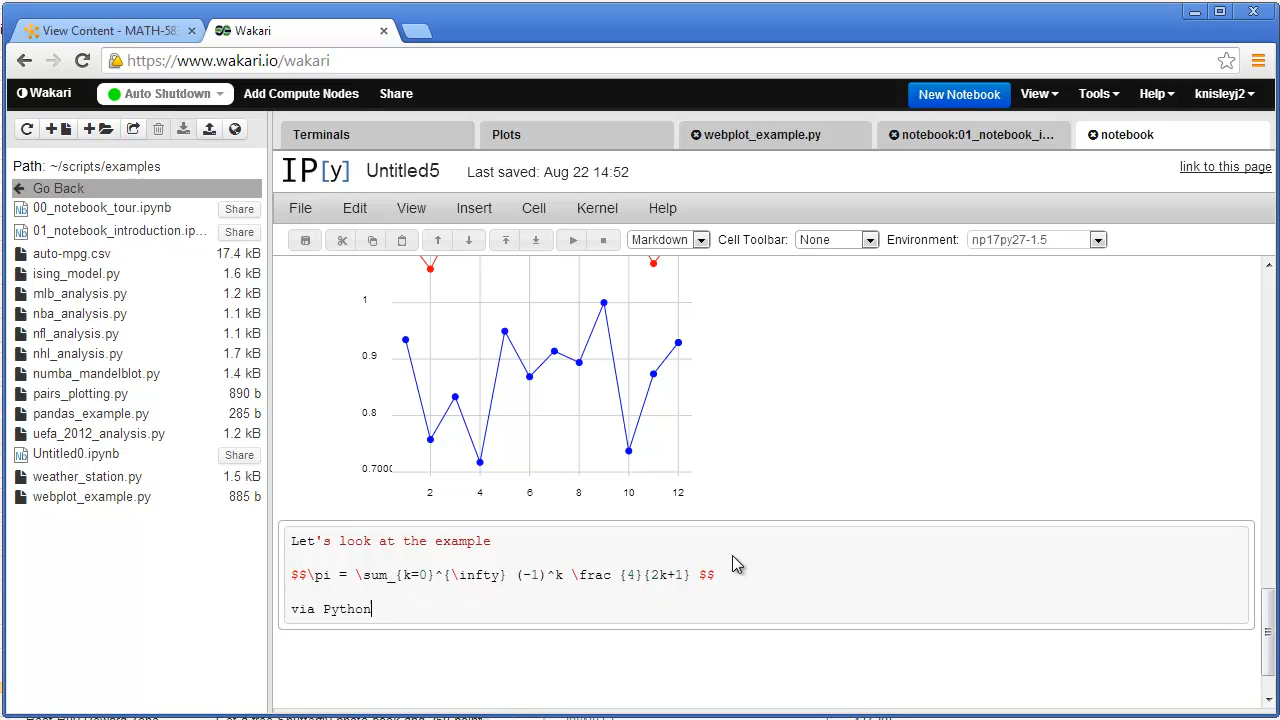 View Content - MATH-58
Wakari
https://www.wakari.io/wakari
Wakari
Auto Shutdown
Add Compute Nodes
Share
New Notebook
View
Tools
Help
knisleyj2
Path: ~/scripts/examples
Go Back
00_notebook_tour.ipynb Share
01_notebook_introduction.ip... Share
auto-mpg.csv 17.4 kB
ising_model.py 1.6 kB
mlb_analysis.py 1.2 kB
nba_analysis.py 1.1 kB
nfl_analysis.py 1.1 kB
nhl_analysis.py 1.7 kB
numba_mandelblot.py 1.4 kB
pairs_plotting.py 890 b
pandas_example.py 285 b
uefa_2012_analysis.py 1.2 kB
Untitled0.ipynb Share
weather_station.py 1.5 kB
webplot_example.py 885 b
Terminals
Plots
webplot_example.py
notebook:01_notebook_i...
notebook
IP[y] Untitled5 Last saved: Aug 22 14:52
link to this page
File Edit View Insert Cell Kernel Help
Markdown Cell Toolbar: None Environment: np17py27-1.5
1
0.9
0.8
0.700
2 4 6 8 10 12
Let's look at the example
$$\pi = \sum_{k=0}^{\infty} (-1)^k \frac {4}{2k+1} $$
via Python